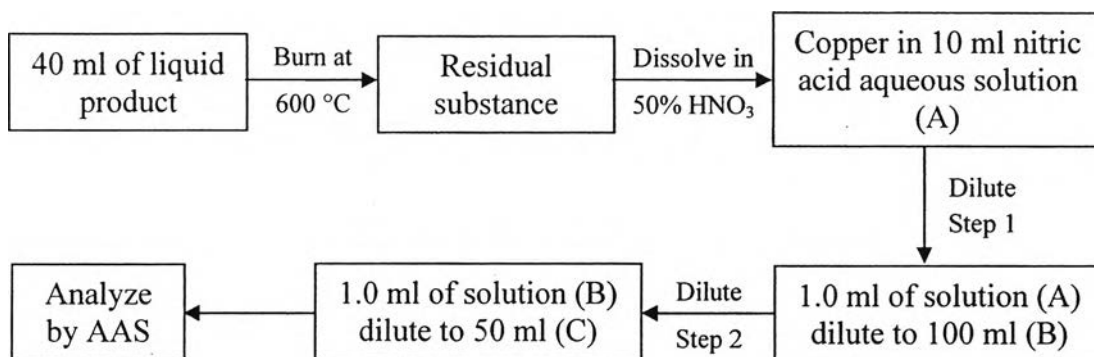 40 ml of liquid
product
Burn at
600 °C
Residual
substance
Dissolve in
50% HNO₃
Copper in 10 ml nitric
acid aqueous solution
(A)
Dilute
Step 1
1.0 ml of solution (A)
dilute to 100 ml (B)
Dilute
Step 2
1.0 ml of solution (B)
dilute to 50 ml (C)
Analyze
by AAS